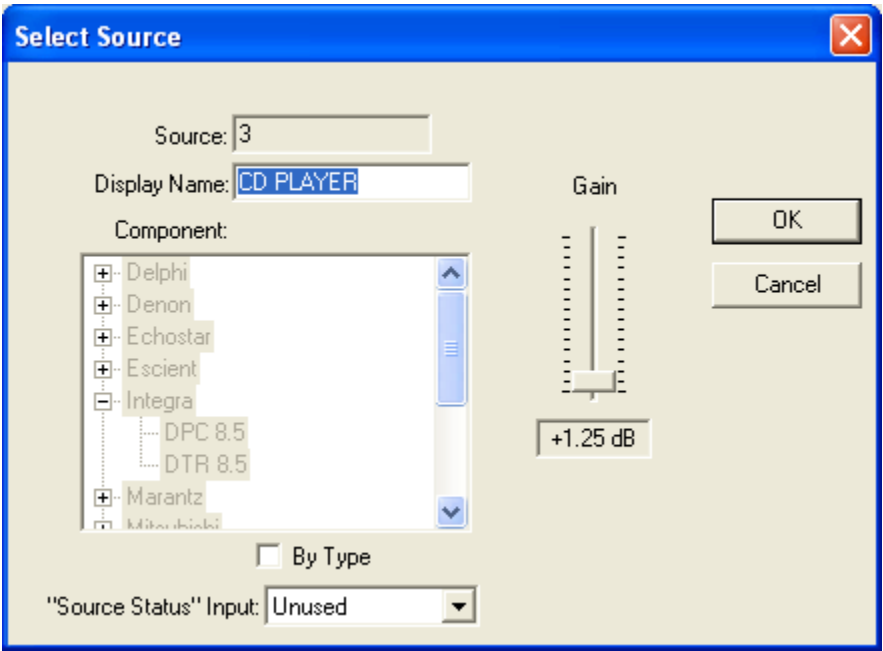 Select Source
Source: 3
Display Name: CD PLAYER
Component:
Delphi
Denon
Echostar
Escient
Integra
DPC 8.5
DTR 8.5
Marantz
Mitsubishi
By Type
"Source Status" Input: Unused
Gain
+1.25 dB
OK
Cancel